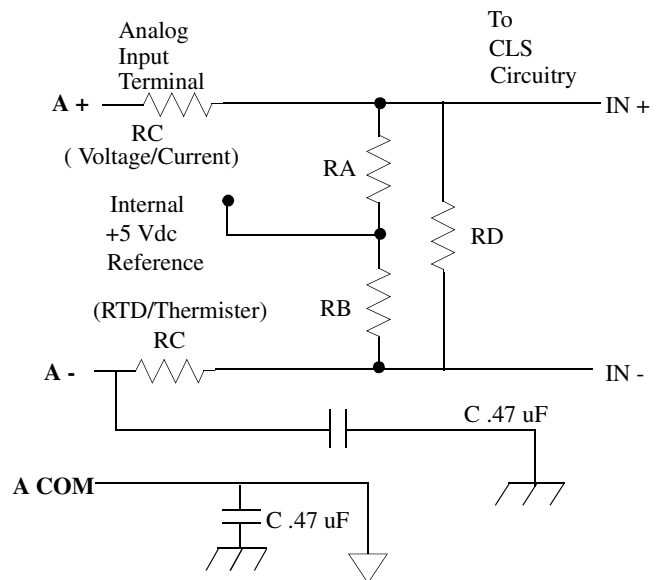 Analog
Input
Terminal
To
CLS
Circuitry
A +
IN +
RC
( Voltage/Current)
RA
Internal
+5 Vdc
Reference
RD
(RTD/Thermister)
RB
RC
A -
IN -
C .47 uF
A COM
C .47 uF